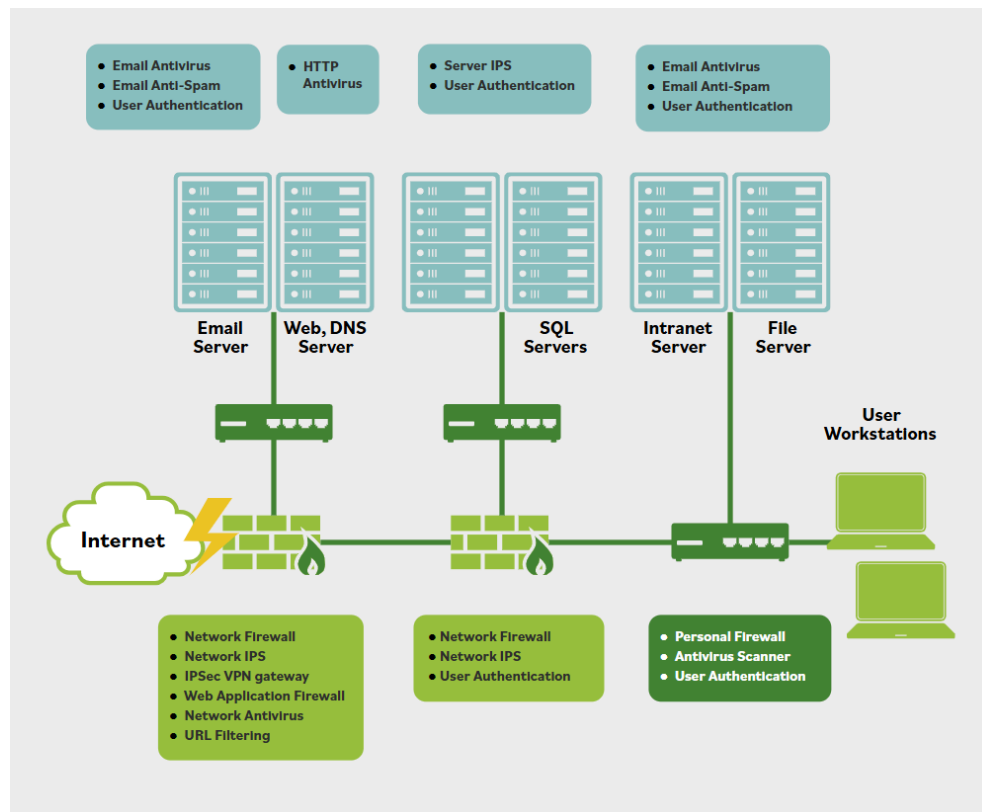 Email Antivirus
Email Anti-Spam
User Authentication
HTTP
Antivirus
Server IPS
User Authentication
Email Antivirus
Email Anti-Spam
User Authentication
Email
Server
Web, DNS
Server
SQL
Servers
Intranet
Server
File
Server
User
Workstations
Internet
Network Firewall
Network IPS
IPSec VPN gateway
Web Application Firewall
Network Antivirus
URL Filtering
Network Firewall
Network IPS
User Authentication
Personal Firewall
Antivirus Scanner
User Authentication